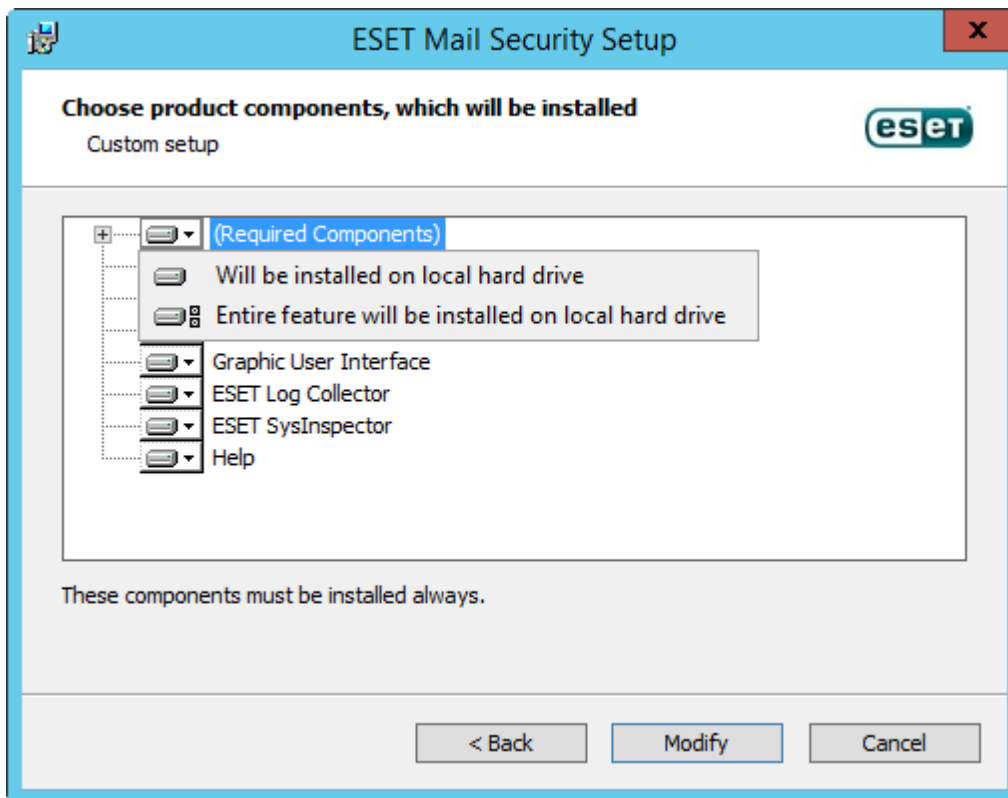 ESET Mail Security Setup
x
Choose product components, which will be installed
Custom setup
eseT
(Required Components)
Will be installed on local hard drive
Entire feature will be installed on local hard drive
Graphic User Interface
ESET Log Collector
ESET SysInspector
Help
These components must be installed always.
< Back
Modify
Cancel